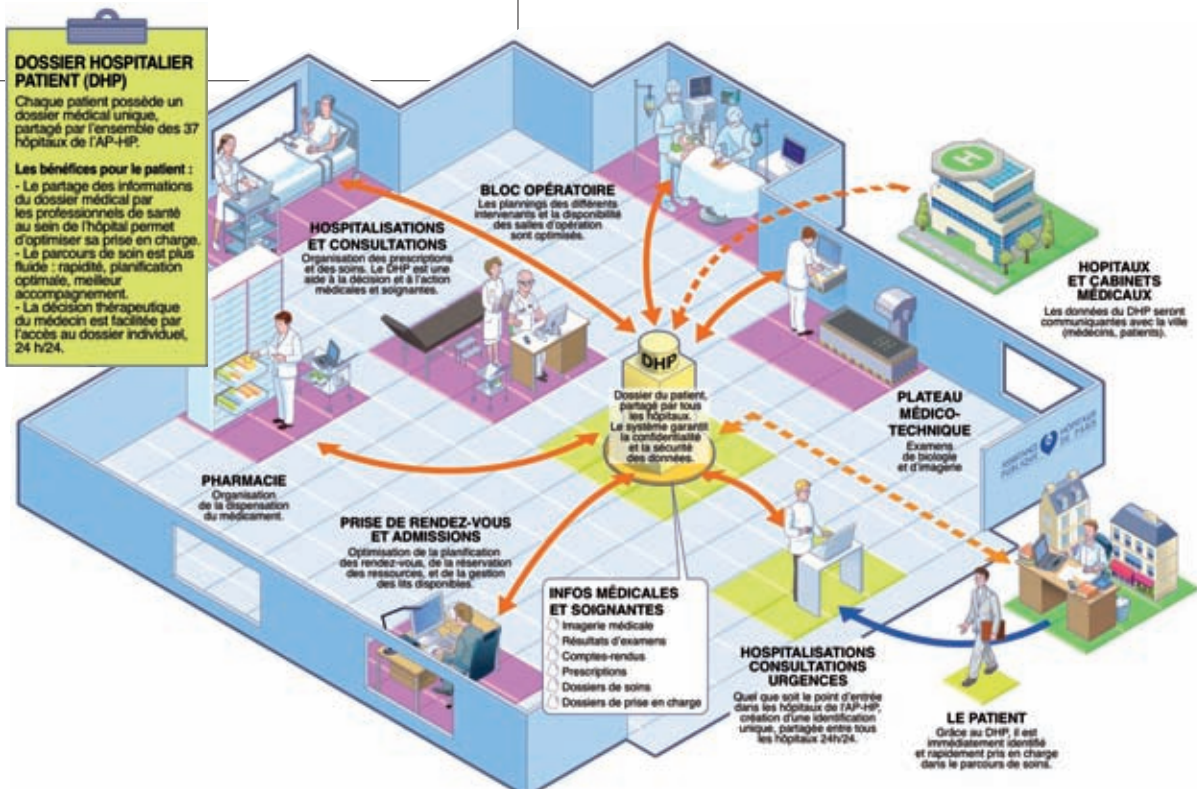 DOSSIER HOSPITALIER
PATIENT (DHP)
Chaque patient possède un
dossier médical unique,
partagé par l'ensemble des 37
hôpitaux de l'AP-HP.
Les bénéfices pour le patient :
- Le partage des informations
du dossier médical par
les professionnels de santé
au sein de l'hôpital permet
d'optimiser sa prise en charge.
- Le parcours de soin est plus
fluide : rapidité, planification
optimale, meilleur
accompagnement.
- La décision thérapeutique
du médecin est facilitée par
l'accès au dossier individuel,
24 h/24.
HOSPITALISATIONS
ET CONSULTATIONS
Organisation des prescriptions
et des soins. Le DHP est une
aide à la décision et à l'action
médicales et soignantes.
BLOC OPÉRATOIRE
Les plannings des différents
intervenants et la disponibilité
des salles d'opération
sont optimisés.
H
HOPITAUX
ET CABINETS
MÉDICAUX
Les données du DHP seront
communiquantes avec la ville
(médecins, patients).
DHP
Dossier du patient,
partagé par tous
les hôpitaux.
Le système garantit
la confidentialité
et la sécurité
des données.
PLATEAU
MÉDICO-
TECHNIQUE
Examens
de biologie
et d'imagerie
ASSISTANCE
PUBLIQUE
HÔPITAUX
DE PARIS
PHARMACIE
Organisation
de la dispensation
du médicament.
PRISE DE RENDEZ-VOUS
ET ADMISSIONS
Optimisation de la planification
des rendez-vous, de la réservation
des ressources, et de la gestion
des lits disponibles.
INFOS MÉDICALES
ET SOIGNANTES
Imagerie médicale
Résultats d'examens
Comptes-rendus
Prescriptions
Dossiers de soins
Dossiers de prise en charge
HOSPITALISATIONS
CONSULTATIONS
URGENCES
Quel que soit le point d'entrée
dans les hôpitaux de l'AP-HP,
création d'une identification
unique, partagée entre tous
les hôpitaux 24h/24.
LE PATIENT
Grâce au DHP, il est
immédiatement identifié
et rapidement pris en charge
dans le parcours de soins.